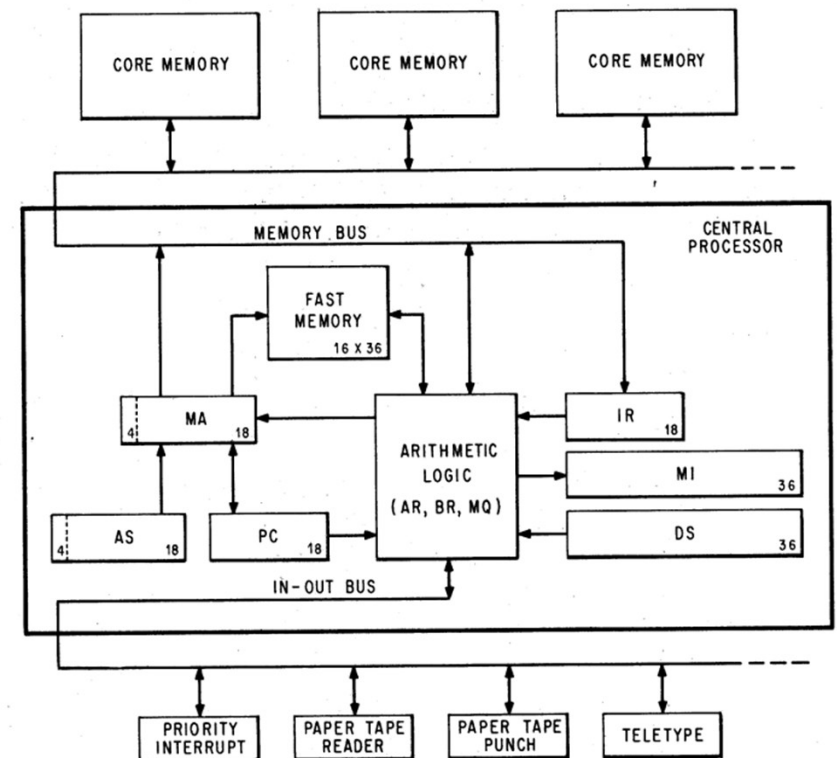 CORE MEMORY
CORE MEMORY
CORE MEMORY
MEMORY BUS
CENTRAL
PROCESSOR
FAST
MEMORY
16 X 36
4
MA
18
IR
18
ARITHMETIC
LOGIC
(AR, BR, MQ)
MI
36
4
AS
18
PC
18
DS
36
IN-OUT BUS
PRIORITY
INTERRUPT
PAPER TAPE
READER
PAPER TAPE
PUNCH
TELETYPE